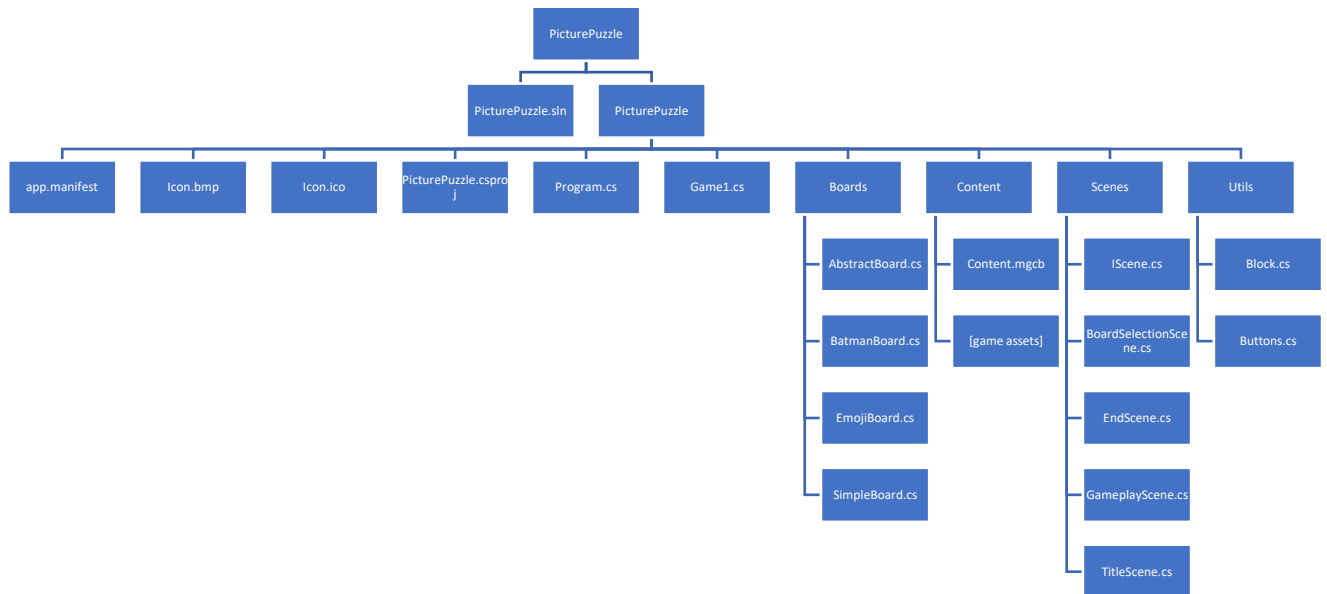 PicturePuzzle
PicturePuzzle.sln
PicturePuzzle
app.manifest
Icon.bmp
Icon.ico
PicturePuzzle.cspro
j
Program.cs
Game1.cs
Boards
Content
Scenes
Utils
AbstractBoard.cs
BatmanBoard.cs
EmojiBoard.cs
SimpleBoard.cs
Content.mgcb
[game assets]
IScene.cs
BoardSelectionSce
ne.cs
EndScene.cs
GameplayScene.cs
TitleScene.cs
Block.cs
Buttons.cs